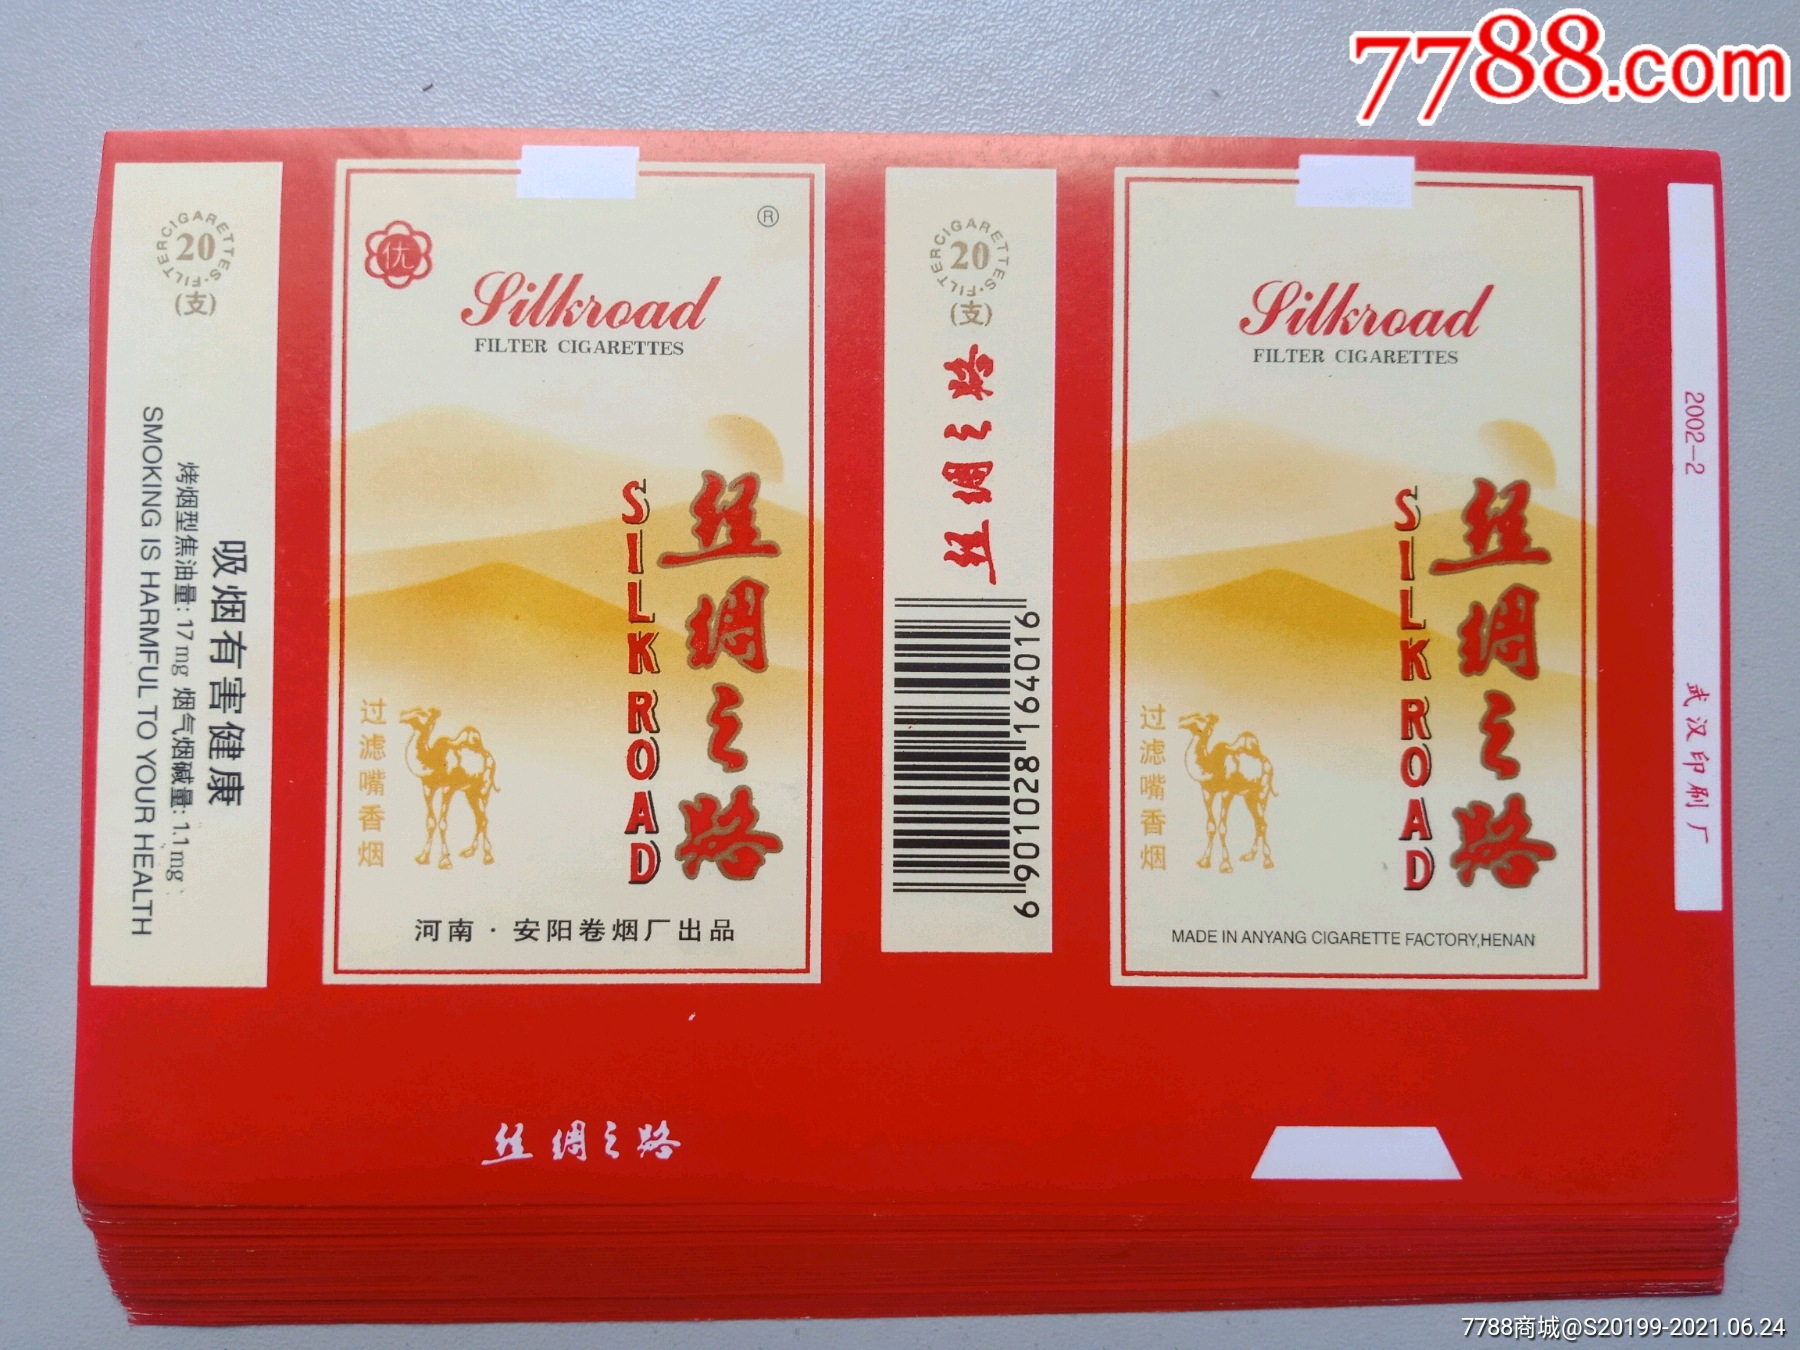 7788.com
CIGARETTES·FILTER
20
(支)
吸烟有害健康
烤烟型焦油量:17mg 烟气烟碱量:1.1mg
SMOKING IS HARMFUL TO YOUR HEALTH
优
®
Silkroad
FILTER CIGARETTES
丝绸之路
SILKROAD
过滤嘴香烟
河南·安阳卷烟厂出品
CIGARETTES·FILTER
20
(支)
丝绸之路
6901028164016
Silkroad
FILTER CIGARETTES
丝绸之路
SILKROAD
过滤嘴香烟
MADE IN ANYANG CIGARETTE FACTORY,HENAN
2002-2
武汉印刷厂
丝绸之路
7788商城@S20199-2021.06.24